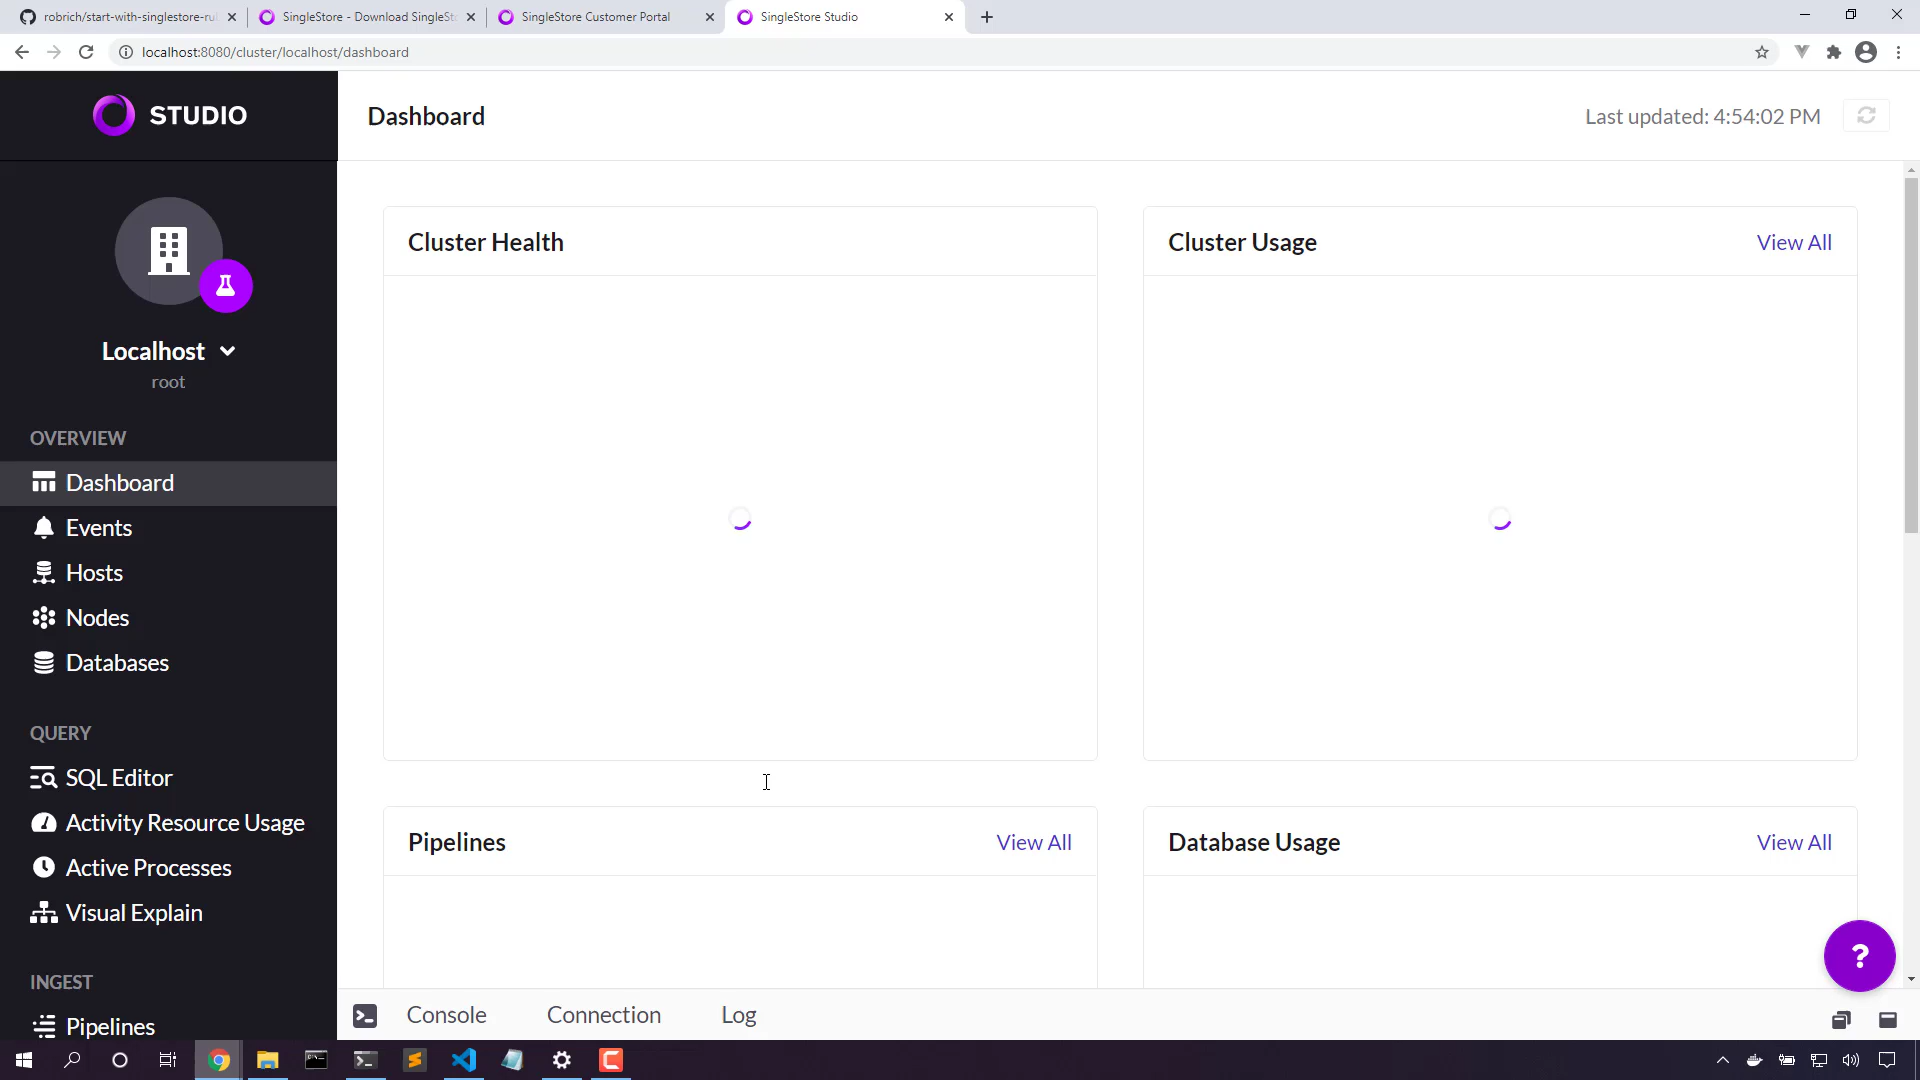 robrich/start-with-singlestore-ru
SingleStore - Download SingleSt
SingleStore Customer Portal
SingleStore Studio
localhost:8080/cluster/localhost/dashboard
STUDIO
Dashboard
Last updated: 4:54:02 PM
Localhost
root
OVERVIEW
Dashboard
Events
Hosts
Nodes
Databases
QUERY
SQL Editor
Activity Resource Usage
Active Processes
Visual Explain
INGEST
Pipelines
Cluster Health
Cluster Usage
View All
Pipelines
View All
Database Usage
View All
?
Console
Connection
Log